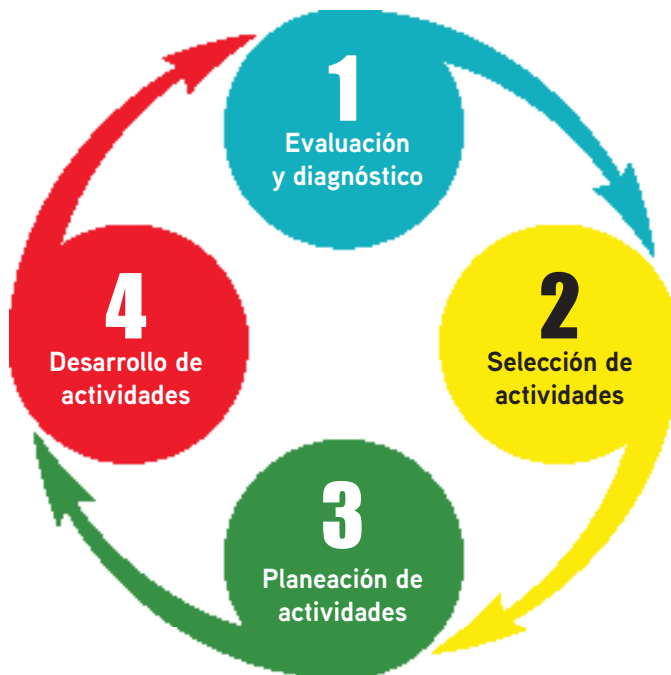 1
Evaluación
y diagnóstico
2
Selección de
actividades
3
Planeación de
actividades
4
Desarrollo de
actividades